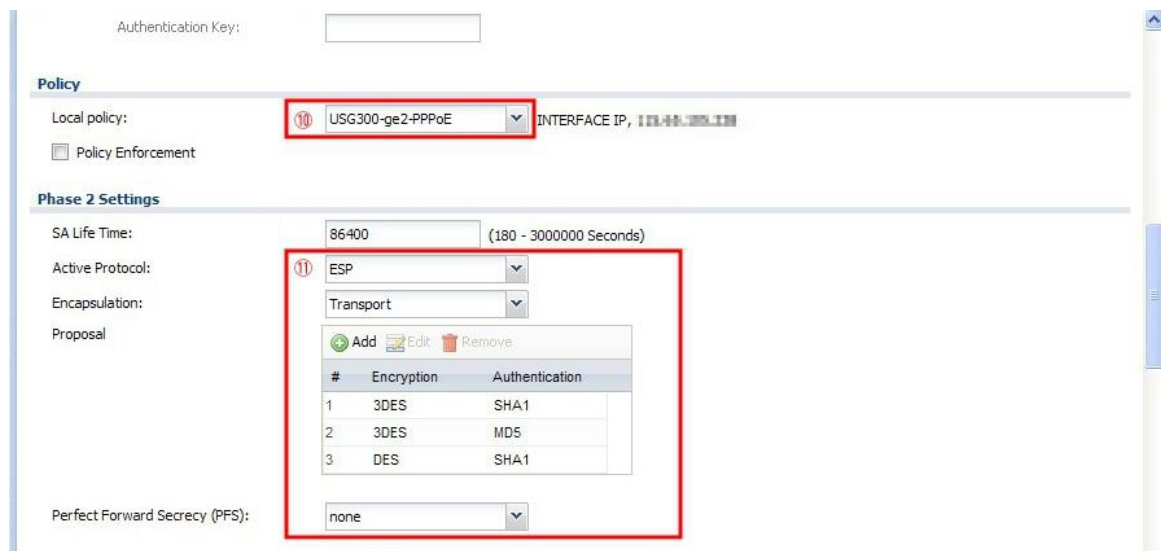 Authentication Key:
Policy
Local policy: ⑩ USG300-ge2-PPPoE INTERFACE IP,
Policy Enforcement
Phase 2 Settings
SA Life Time: 86400 (180 - 3000000 Seconds)
Active Protocol: ⑪ ESP
Encapsulation: Transport
Proposal Add Edit Remove
# Encryption Authentication
1 3DES SHA1
2 3DES MD5
3 DES SHA1
Perfect Forward Secrecy (PFS): none